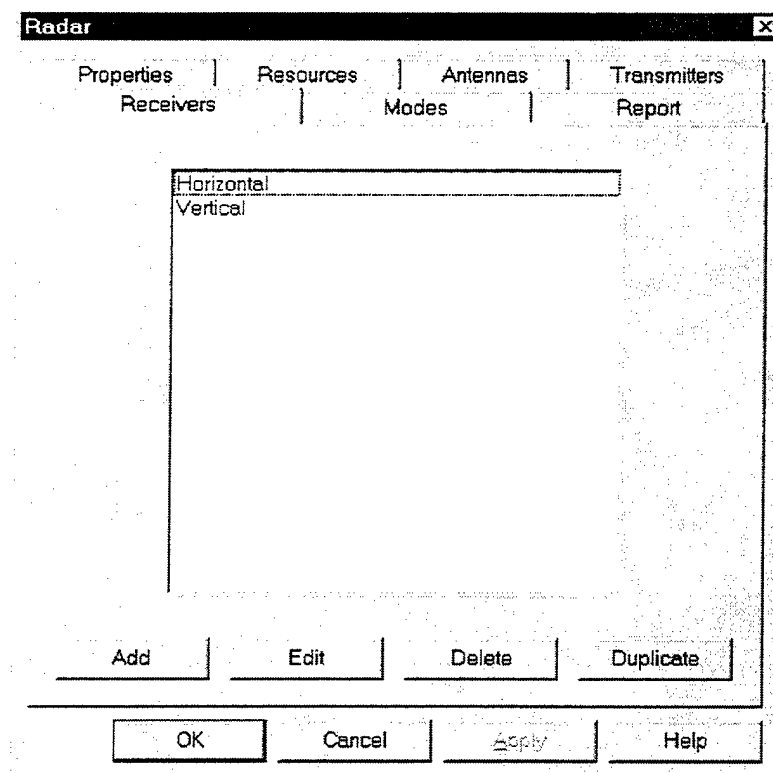 Radar
Properties Resources Antennas Transmitters
Receivers Modes Report
Horizontal
Vertical
Add Edit Delete Duplicate
OK Cancel Apply Help